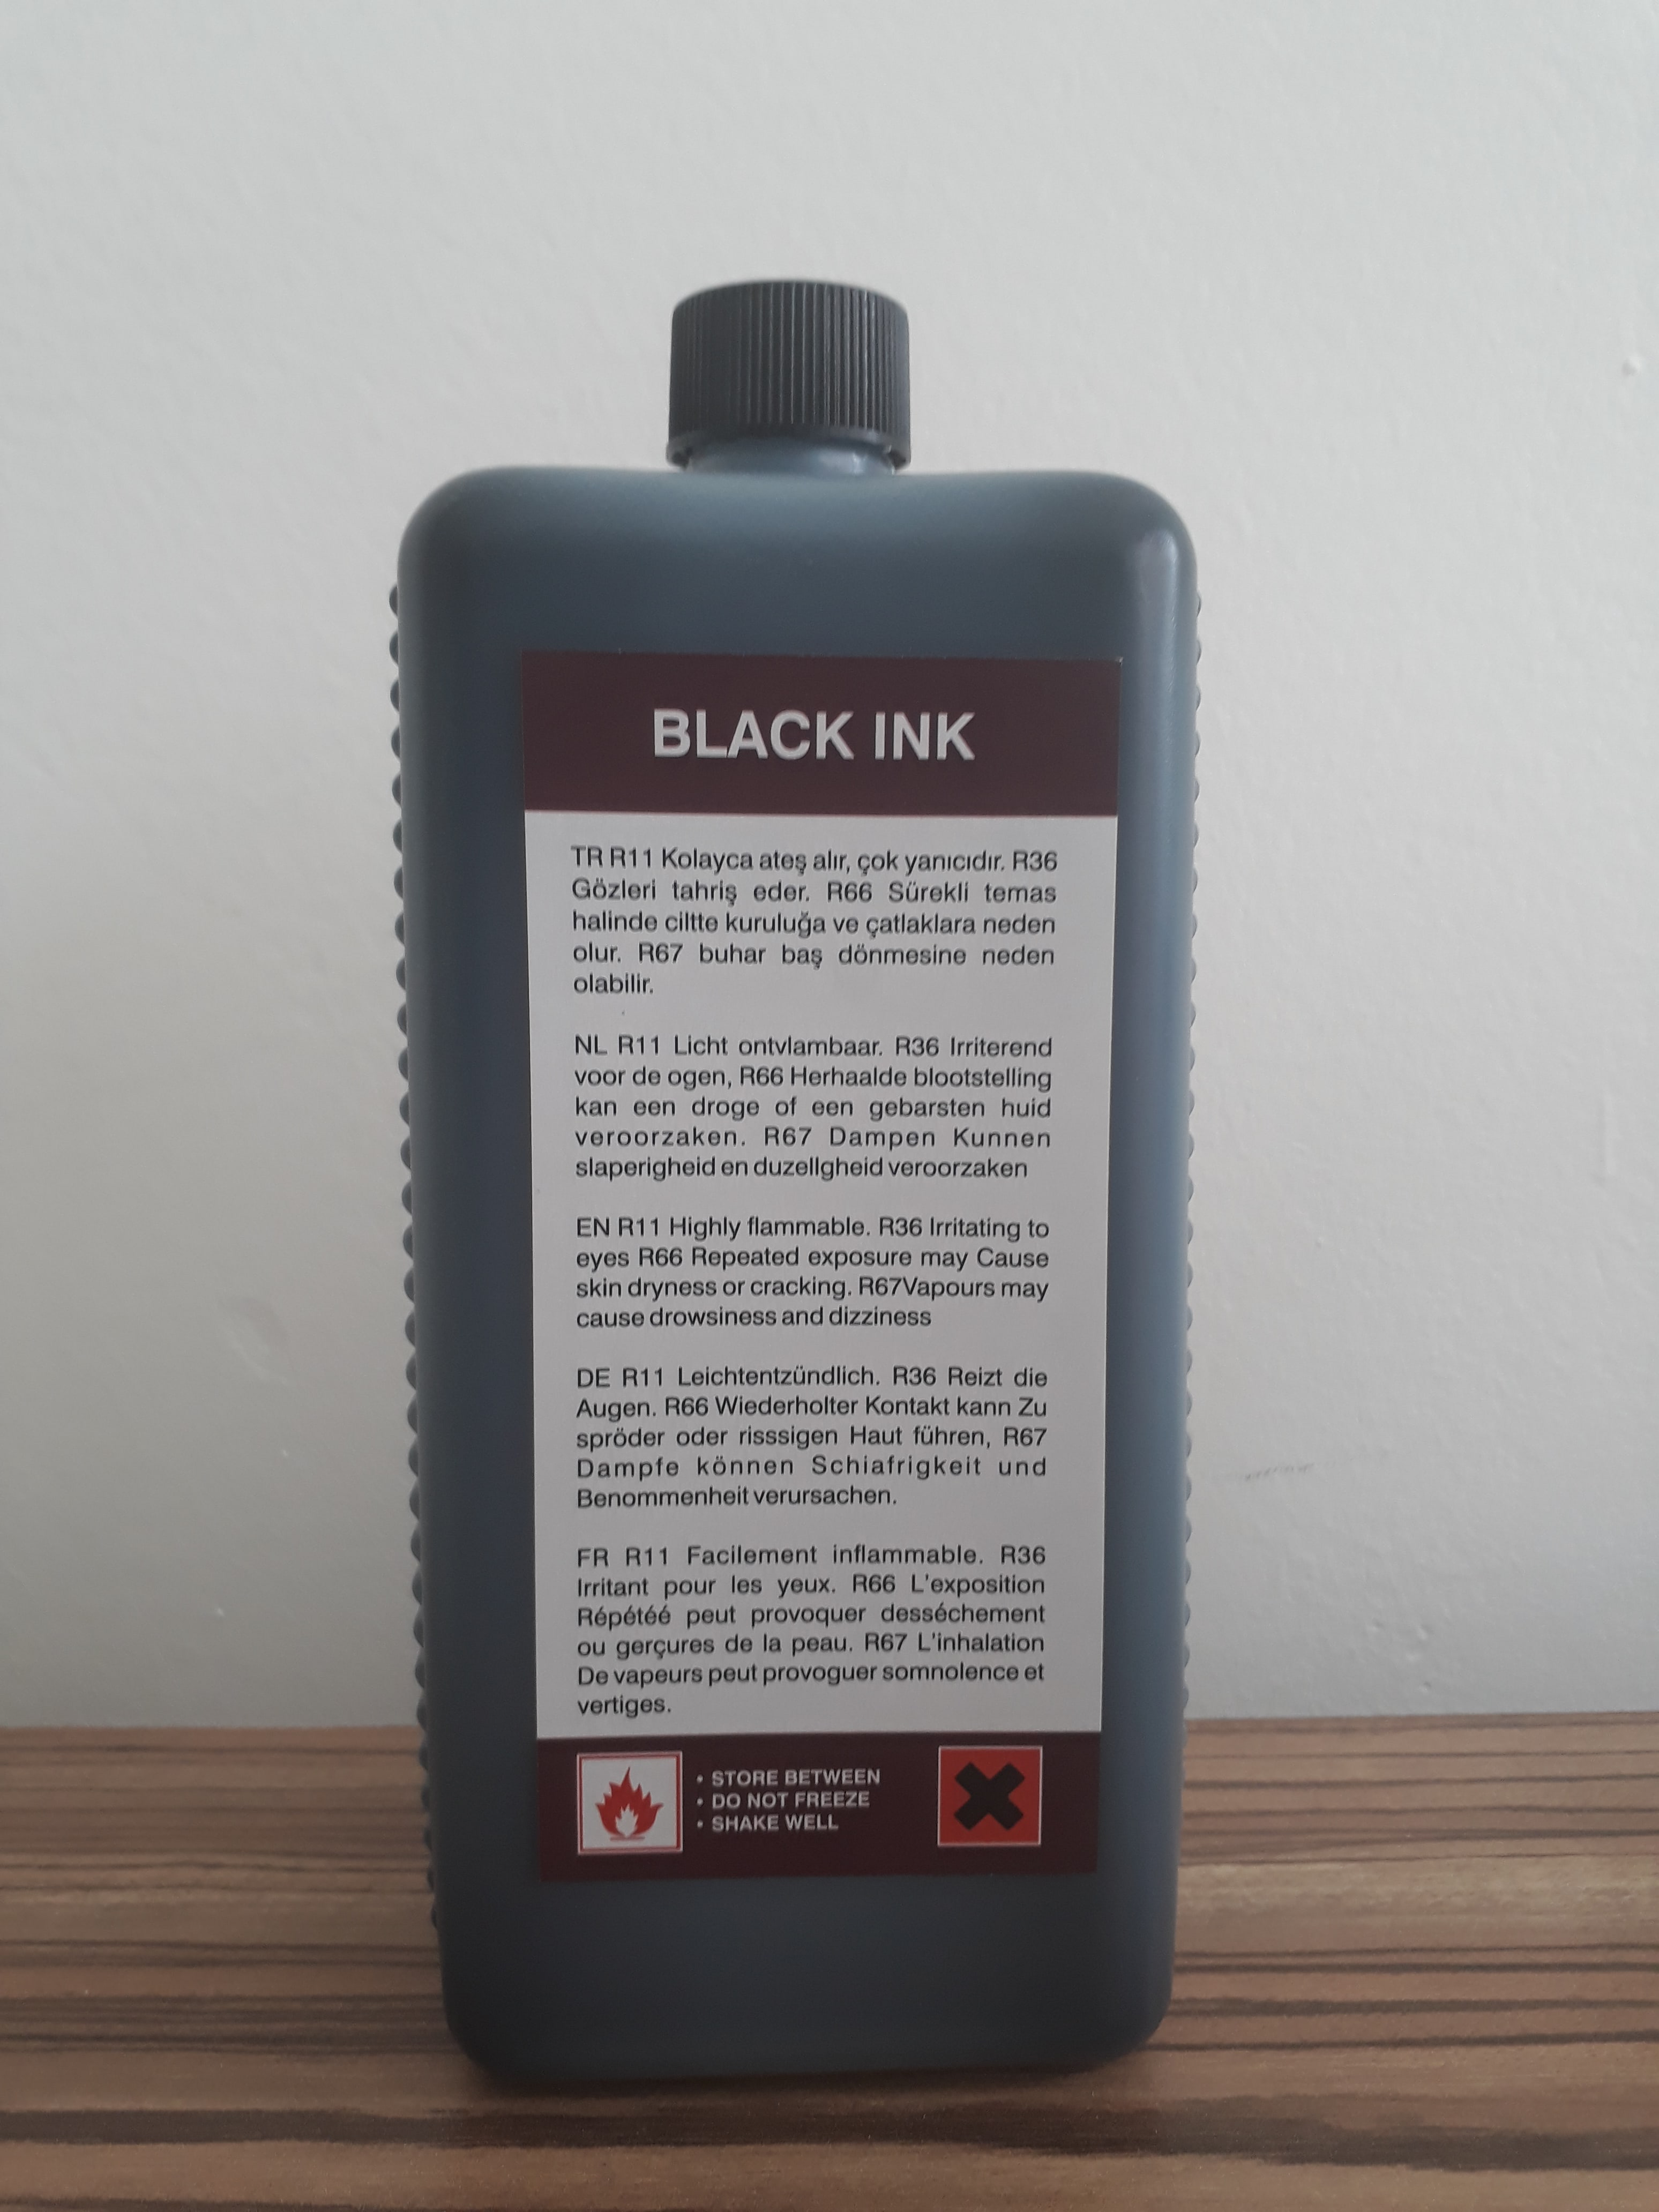 BLACK INK
TR R11 Kolayca ateş alır, çok yanıcıdır. R36
Gözleri tahriş eder. R66 Sürekli temas
halinde ciltte kuruluğa ve çatlaklara neden
olur. R67 buhar baş dönmesine neden
olabilir.
NL R11 Licht ontvlambaar. R36 Irriterend
voor de ogen, R66 Herhaalde blootstelling
kan een droge of een gebarsten huid
veroorzaken. R67 Dampen Kunnen
slaperigheid en duzellgheid veroorzaken
EN R11 Highly flammable. R36 Irritating to
eyes R66 Repeated exposure may Cause
skin dryness or cracking. R67Vapours may
cause drowsiness and dizziness
DE R11 Leichtentzündlich. R36 Reizt die
Augen. R66 Wiederholter Kontakt kann Zu
spröder oder risssigen Haut führen, R67
Dampfe können Schiafrigkeit und
Benommenheit verursachen.
FR R11 Facilement inflammable. R36
Irritant pour les yeux. R66 L'exposition
Répétéé peut provoquer desséchement
ou gerçures de la peau. R67 L'inhalation
De vapeurs peut provoguer somnolence et
vertiges.
• STORE BETWEEN
• DO NOT FREEZE
• SHAKE WELL